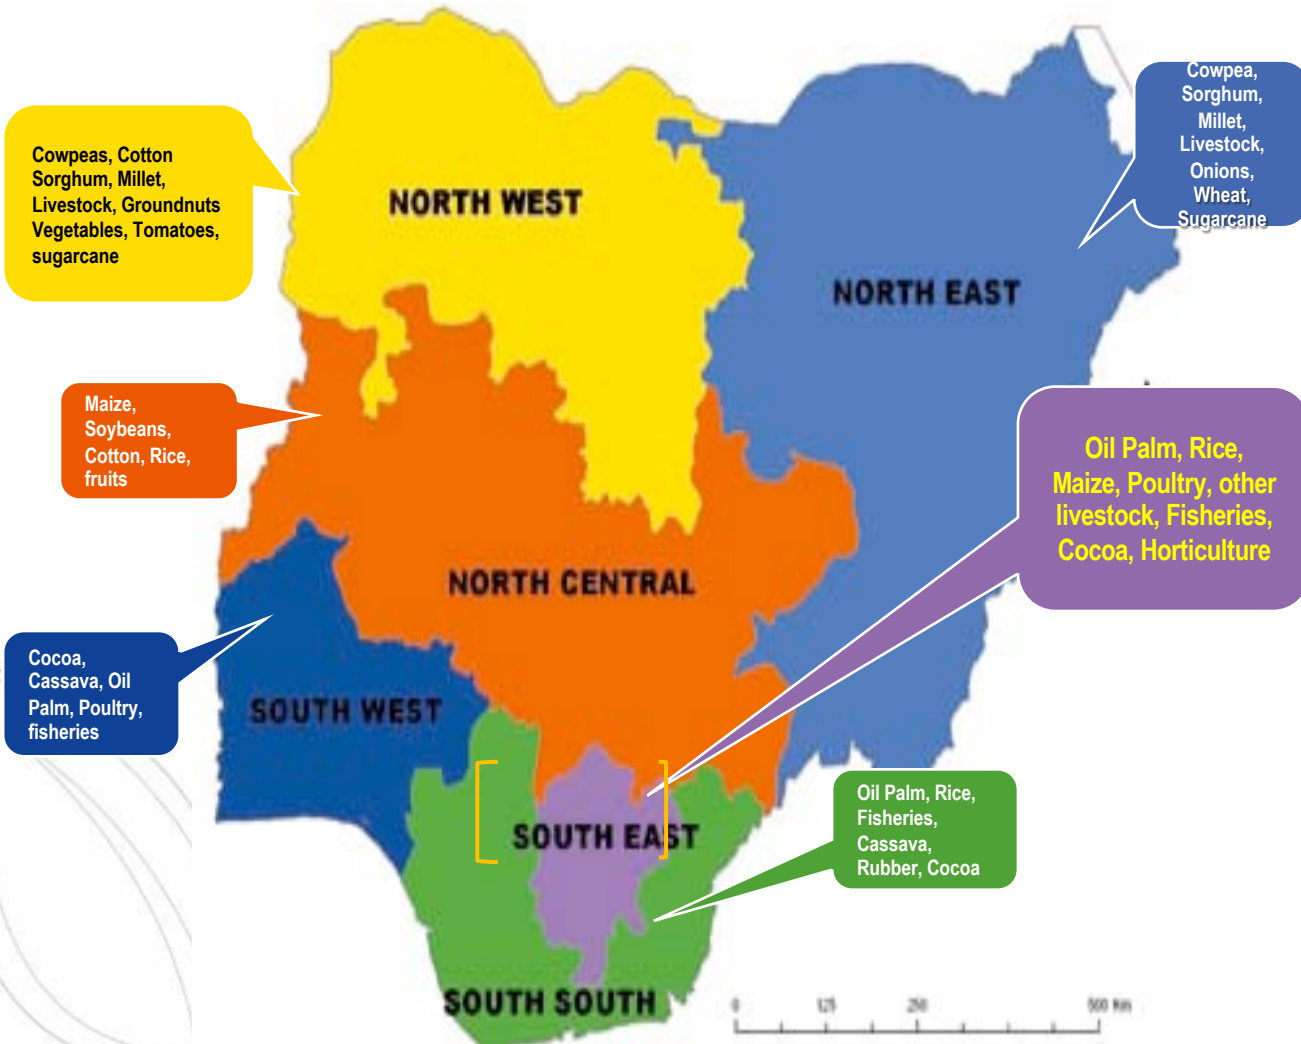 Cowpeas, Cotton
Sorghum, Millet,
Livestock, Groundnuts
Vegetables, Tomatoes,
sugarcane
Cowpea,
Sorghum,
Millet,
Livestock,
Onions,
Wheat,
Sugarcane
NORTH WEST
NORTH EAST
Maize,
Soybeans,
Cotton, Rice,
fruits
Oil Palm, Rice,
Maize, Poultry, other
livestock, Fisheries,
Cocoa, Horticulture
NORTH CENTRAL
Cocoa,
Cassava, Oil
Palm, Poultry,
fisheries
SOUTH WEST
Oil Palm, Rice,
Fisheries,
Cassava,
Rubber, Cocoa
SOUTH EAST
SOUTH SOUTH
0 125 250 500 Km